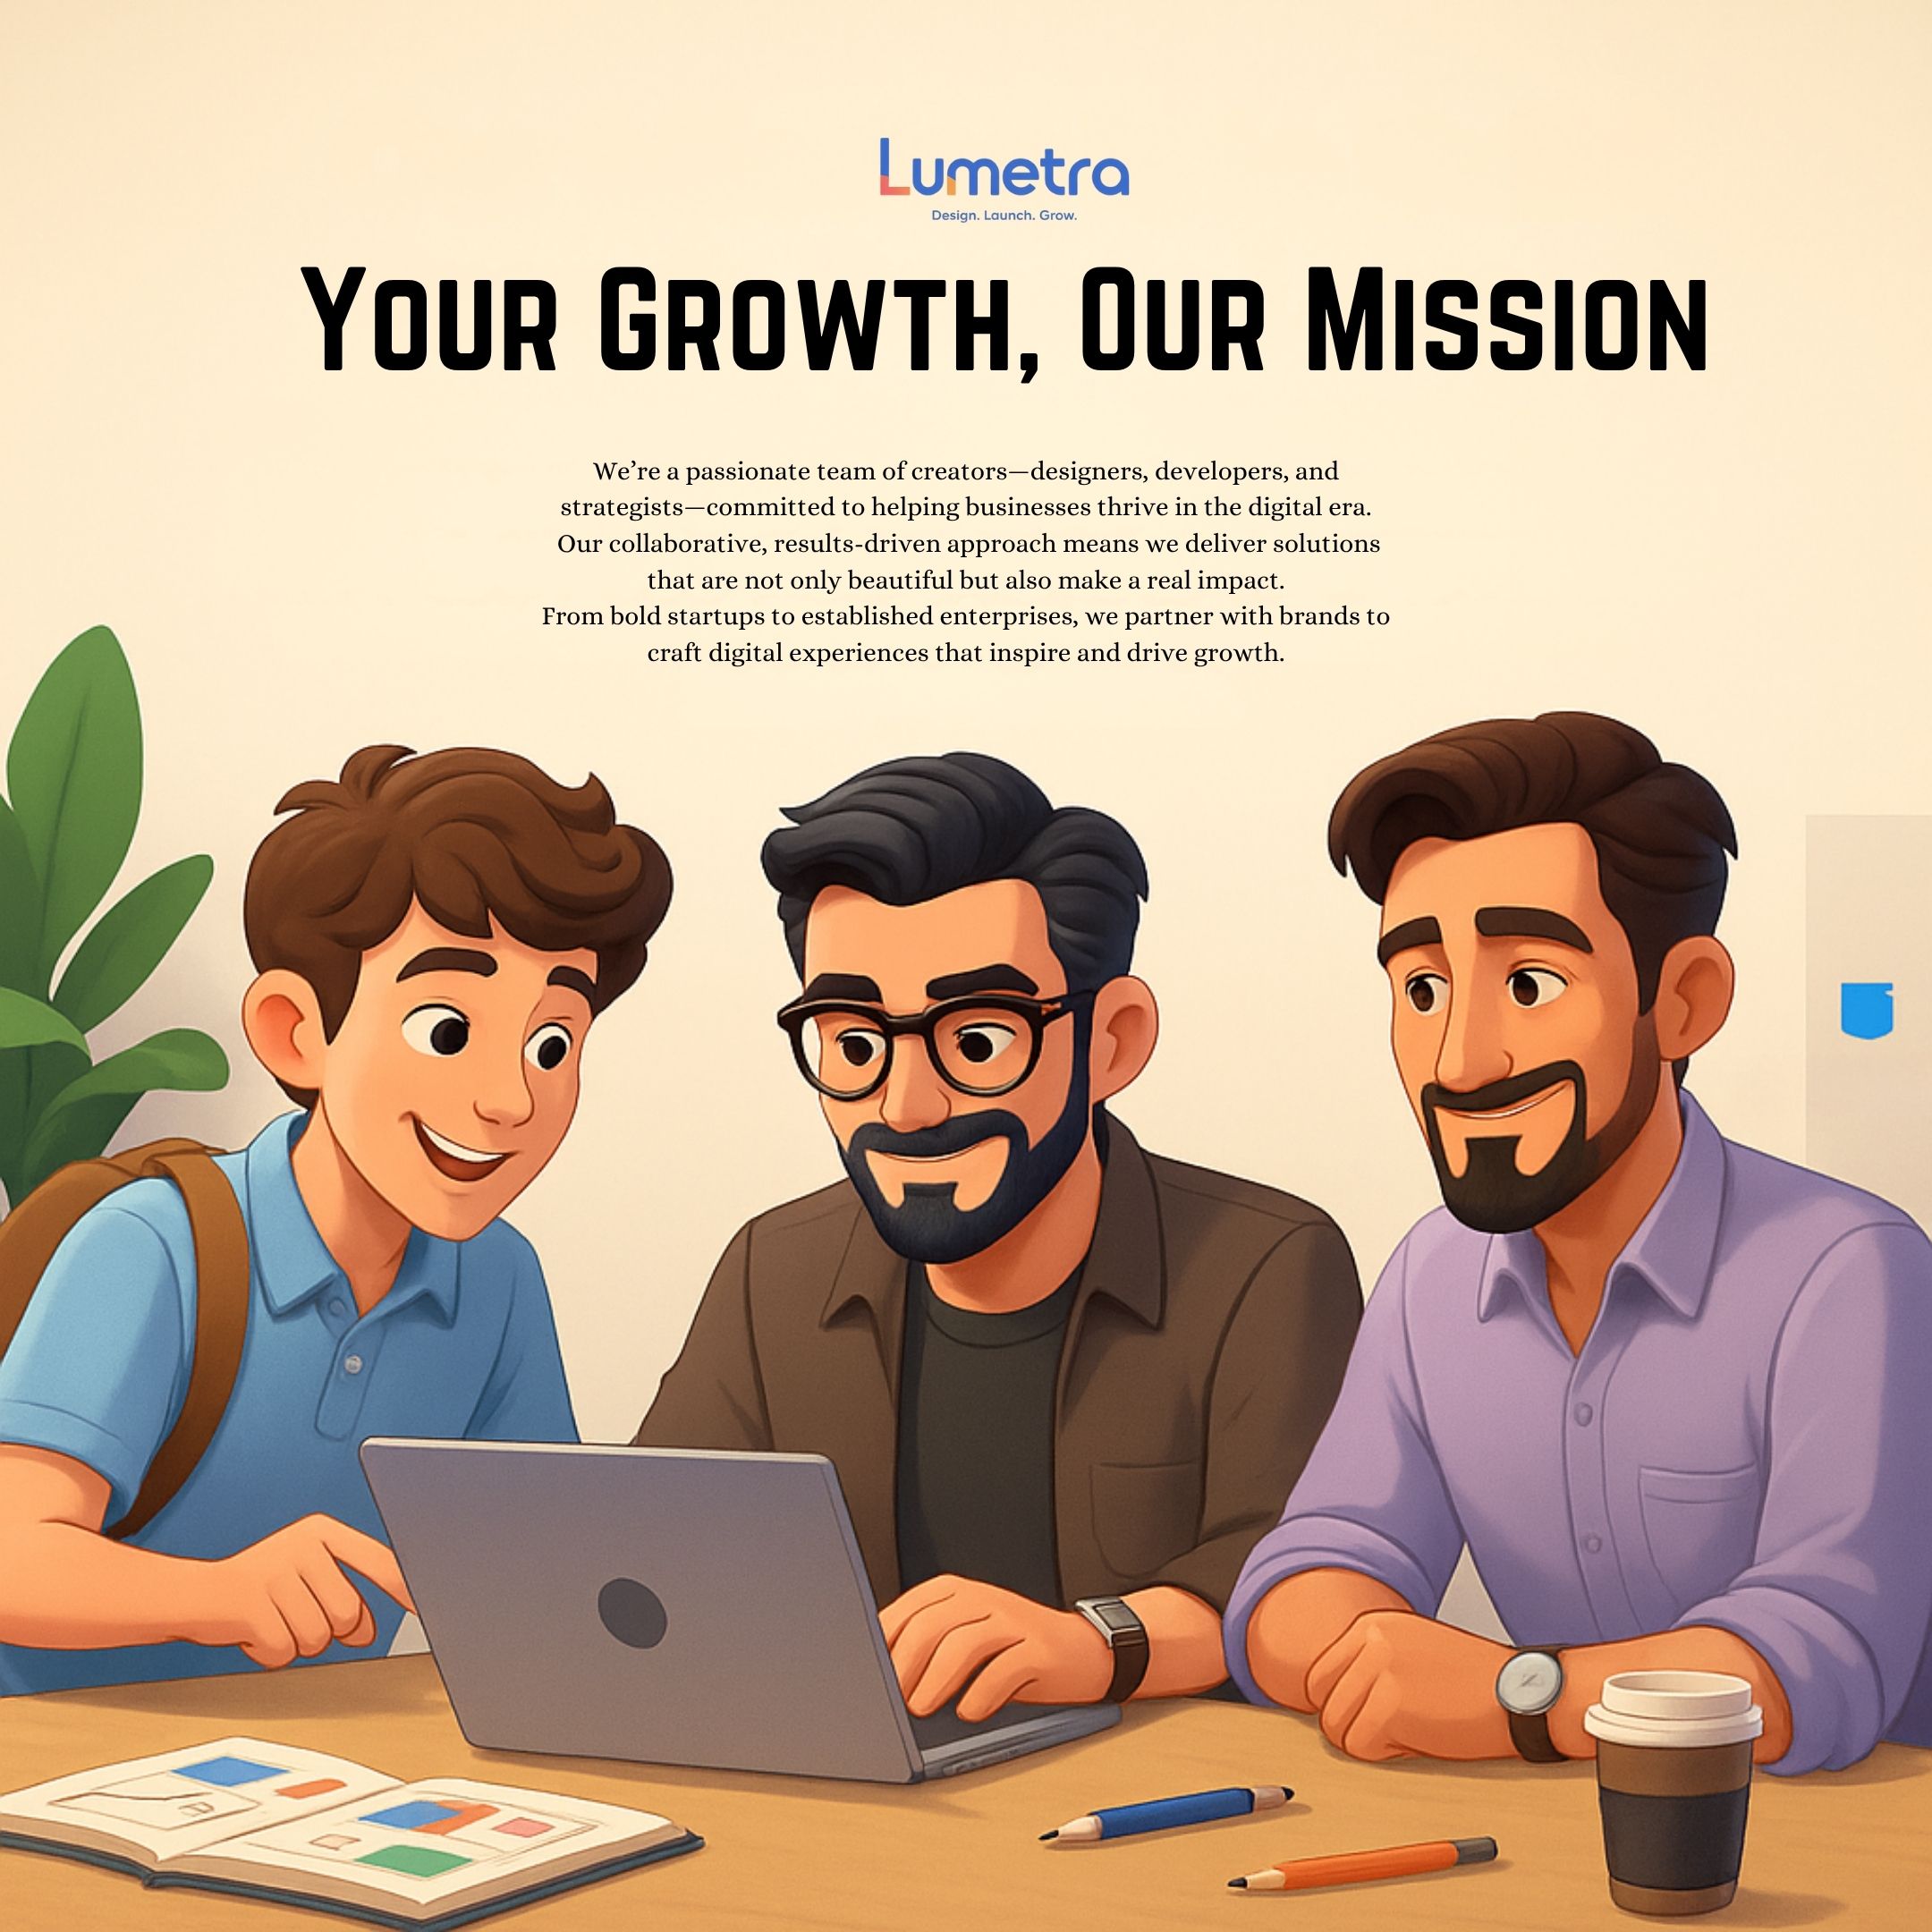 Lumetra
Design. Launch. Grow.
Your Growth, Our Mission
We’re a passionate team of creators—designers, developers, and
strategists—committed to helping businesses thrive in the digital era.
Our collaborative, results-driven approach means we deliver solutions
that are not only beautiful but also make a real impact.
From bold startups to established enterprises, we partner with brands to
craft digital experiences that inspire and drive growth.